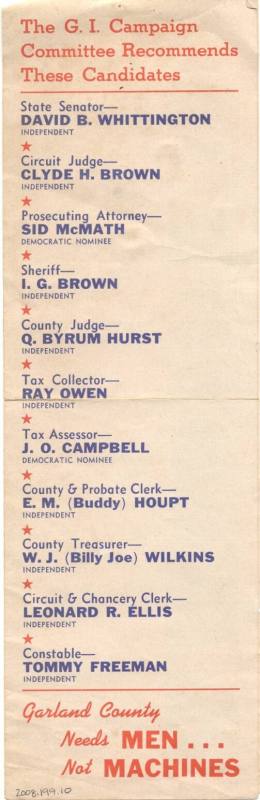 The G. I. Campaign
Committee Recommends
These Candidates
State Senator—
DAVID B. WHITTINGTON
INDEPENDENT
Circuit Judge—
CLYDE H. BROWN
INDEPENDENT
Prosecuting Attorney—
SID McMATH
DEMOCRATIC NOMINEE
Sheriff—
I. G. BROWN
INDEPENDENT
County Judge—
Q. BYRUM HURST
INDEPENDENT
Tax Collector—
RAY OWEN
INDEPENDENT
Tax Assessor—
J. O. CAMPBELL
DEMOCRATIC NOMINEE
County & Probate Clerk—
E. M. (Buddy) HOUPT
INDEPENDENT
County Treasurer—
W. J. (Billy Joe) WILKINS
INDEPENDENT
Circuit & Chancery Clerk—
LEONARD R. ELLIS
INDEPENDENT
Constable—
TOMMY FREEMAN
INDEPENDENT
Garland County
Needs MEN . . .
Not MACHINES
2008.199.10